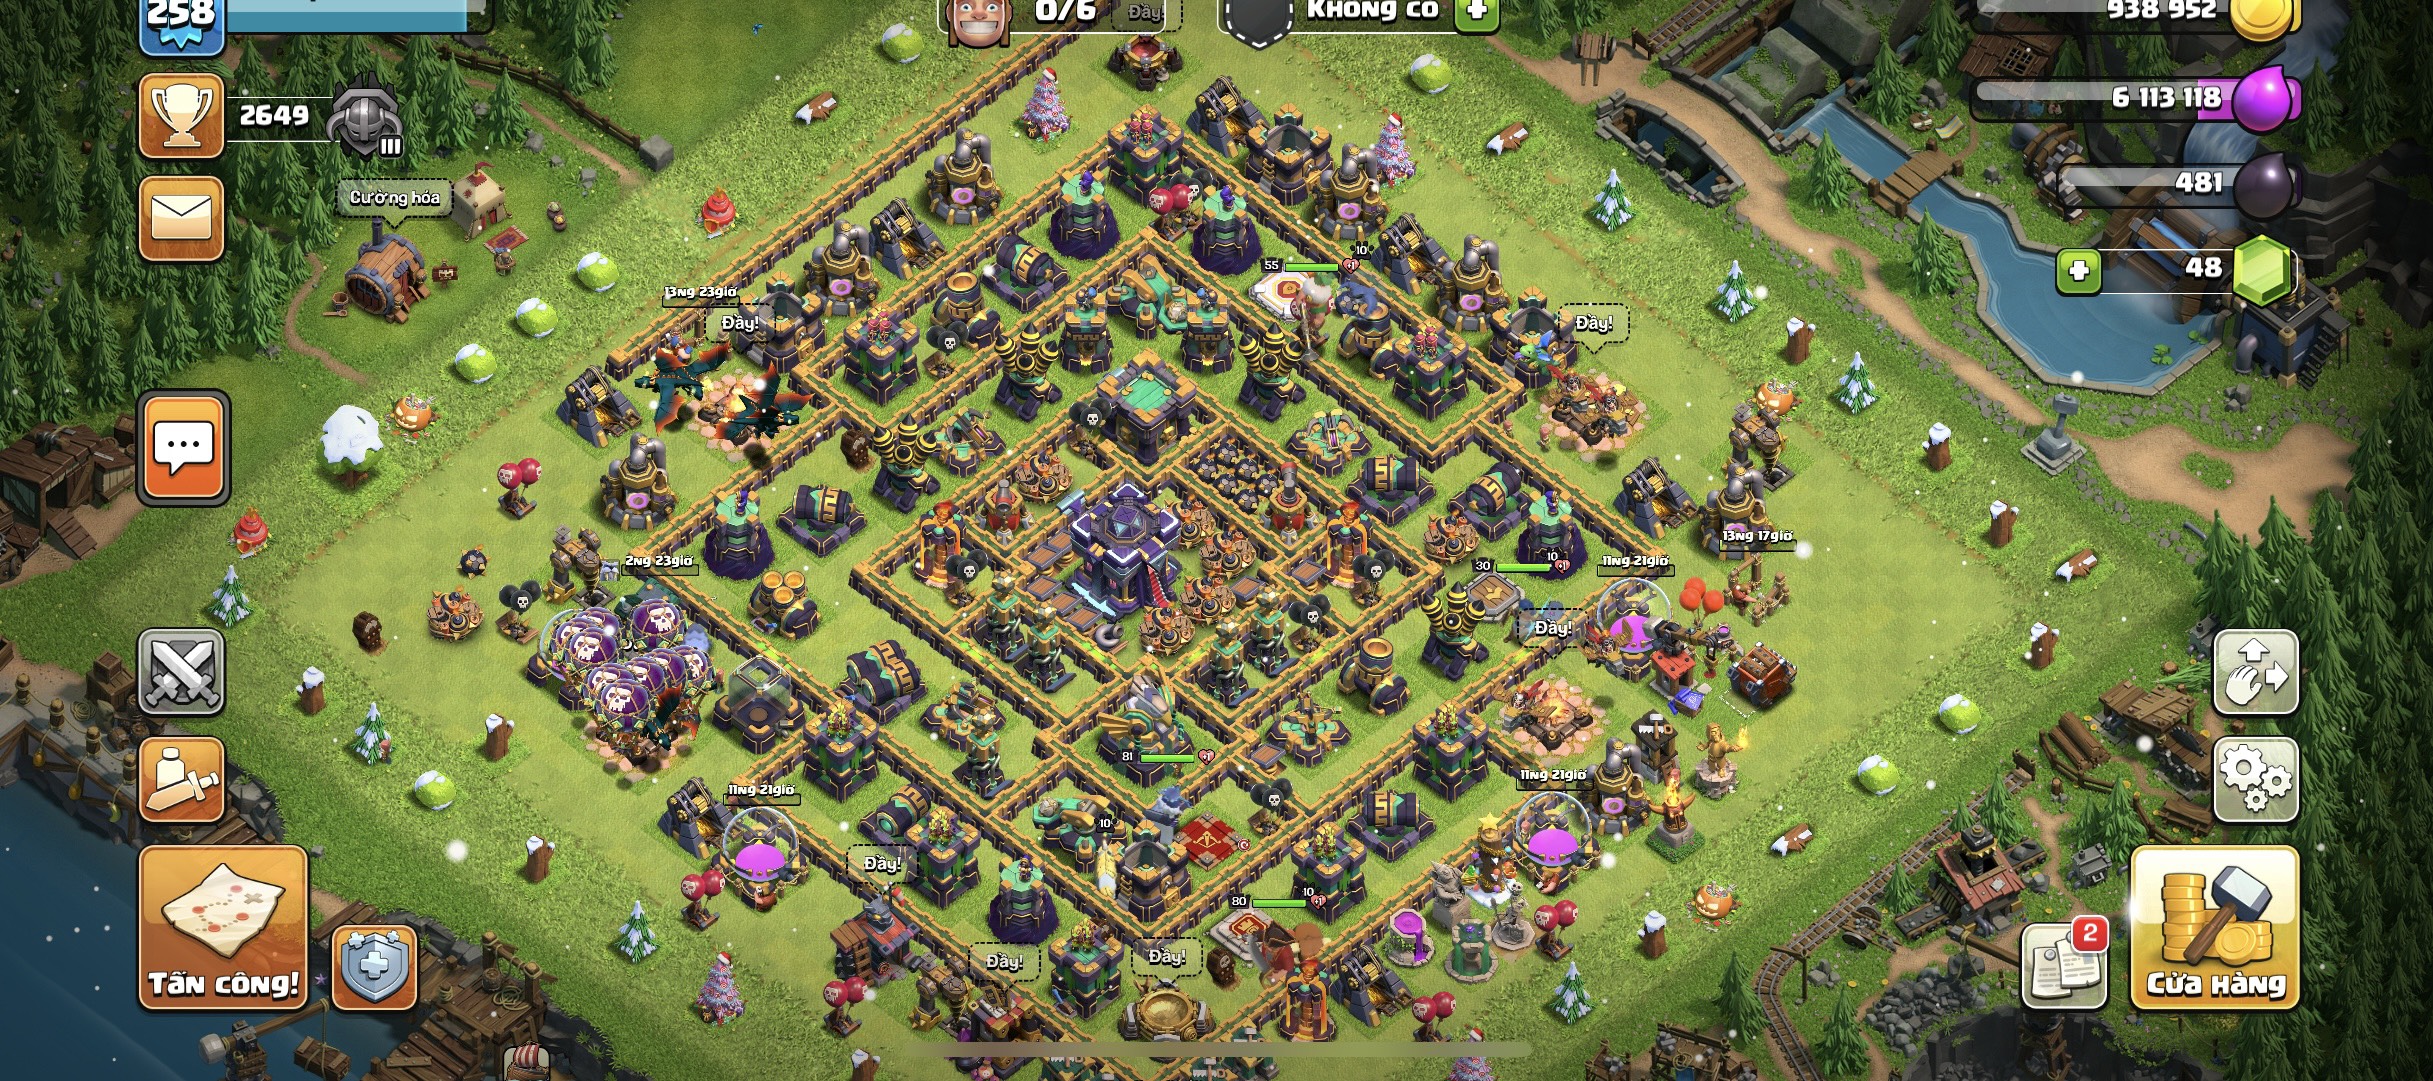 258
0/6
Đầy!
Không có
938 952
2649
III
6 113 118
481
48
Cường hóa
10
55
13ng 23giờ
Đầy!
Đầy!
13ng 17giờ
10
2ng 23giờ
30
11ng 21giờ
Đầy!
81
11ng 21giờ
11ng 21giờ
10
Đầy!
10
80
2
Đầy!
Đầy!
Tấn công!
Cửa Hàng